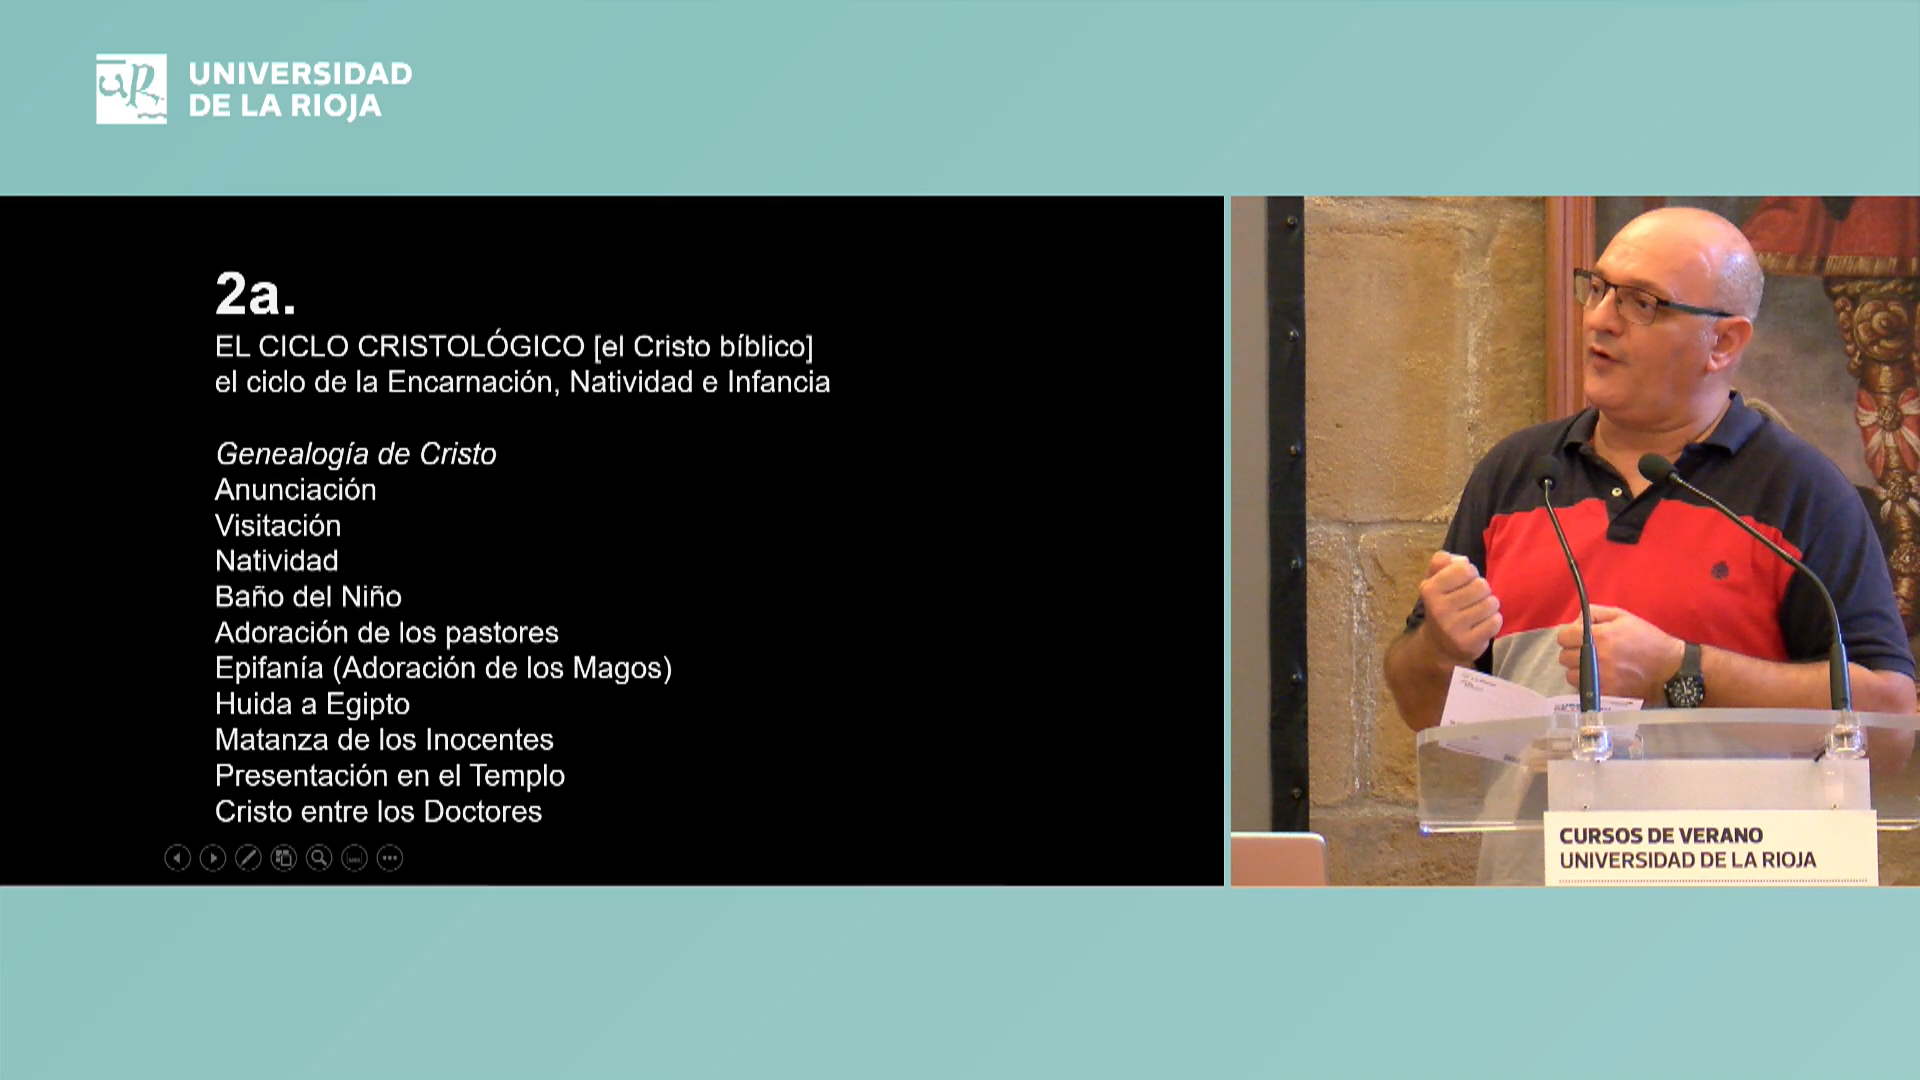 UNIVERSIDAD
DE LA RIOJA
2a.
EL CICLO CRISTOLÓGICO [el Cristo bíblico]
el ciclo de la Encarnación, Natividad e Infancia
Genealogía de Cristo
Anunciación
Visitación
Natividad
Baño del Niño
Adoración de los pastores
Epifanía (Adoración de los Magos)
Huida a Egipto
Matanza de los Inocentes
Presentación en el Templo
Cristo entre los Doctores
CURSOS DE VERANO
UNIVERSIDAD DE LA RIOJA